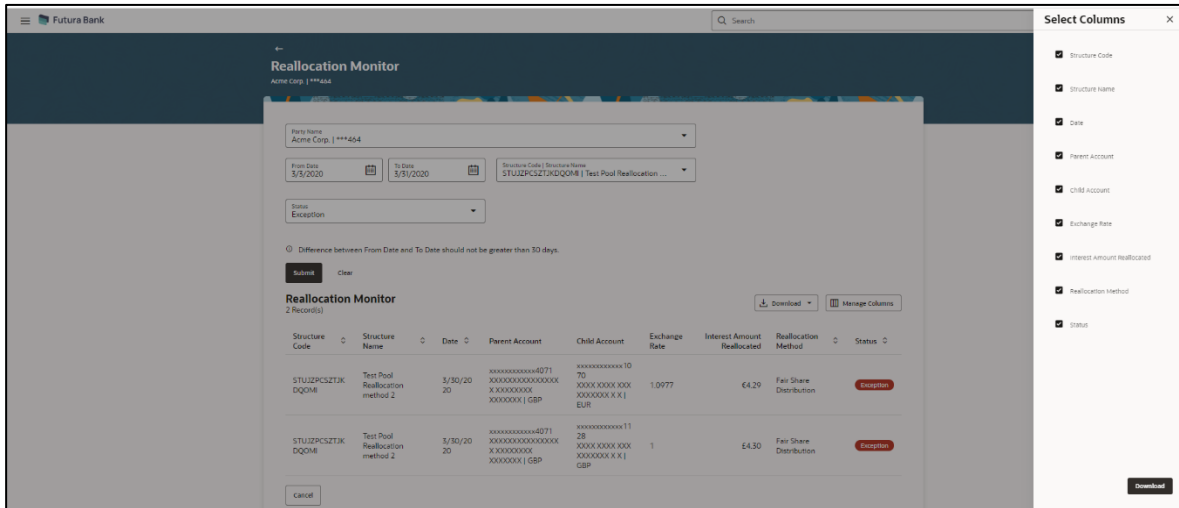 Futura Bank
Search
Reallocation Monitor
Acme Corp. | ***464
Party Name
Acme Corp. | ***464
From Date
3/3/2020
To Date
3/31/2020
Structure Code | Structure Name
STUJZPCSZTJKDQOMI | Test Pool Reallocation ...
Status
Exception
Difference between From Date and To Date should not be greater than 30 days.
Submit Clear
Reallocation Monitor
2 Record(s)
Download Manage Columns
Structure Code Structure Name Date Parent Account Child Account Exchange Rate Interest Amount Reallocated Reallocation Method Status
STUJZPCSZTJK
DQOMI
Test Pool
Reallocation
method 2
3/30/20
20
xxxxxxxxxxxx4071
XXXXXXXXXXXXXXX
X XXXXXXXX
XXXXXXX | GBP
xxxxxxxxxxxx10
70
XXXX XXXX XXX
XXXXXXX X X |
EUR
1.0977
€4.29
Fair Share
Distribution
Exception
STUJZPCSZTJK
DQOMI
Test Pool
Reallocation
method 2
3/30/20
20
xxxxxxxxxxxx4071
XXXXXXXXXXXXXXX
X XXXXXXXX
XXXXXXX | GBP
xxxxxxxxxxxx11
28
XXXX XXXX XXX
XXXXXXX X X |
GBP
1
£4.30
Fair Share
Distribution
Exception
Cancel
Select Columns
Structure Code
Structure Name
Date
Parent Account
Child Account
Exchange Rate
Interest Amount Reallocated
Reallocation Method
Status
Download